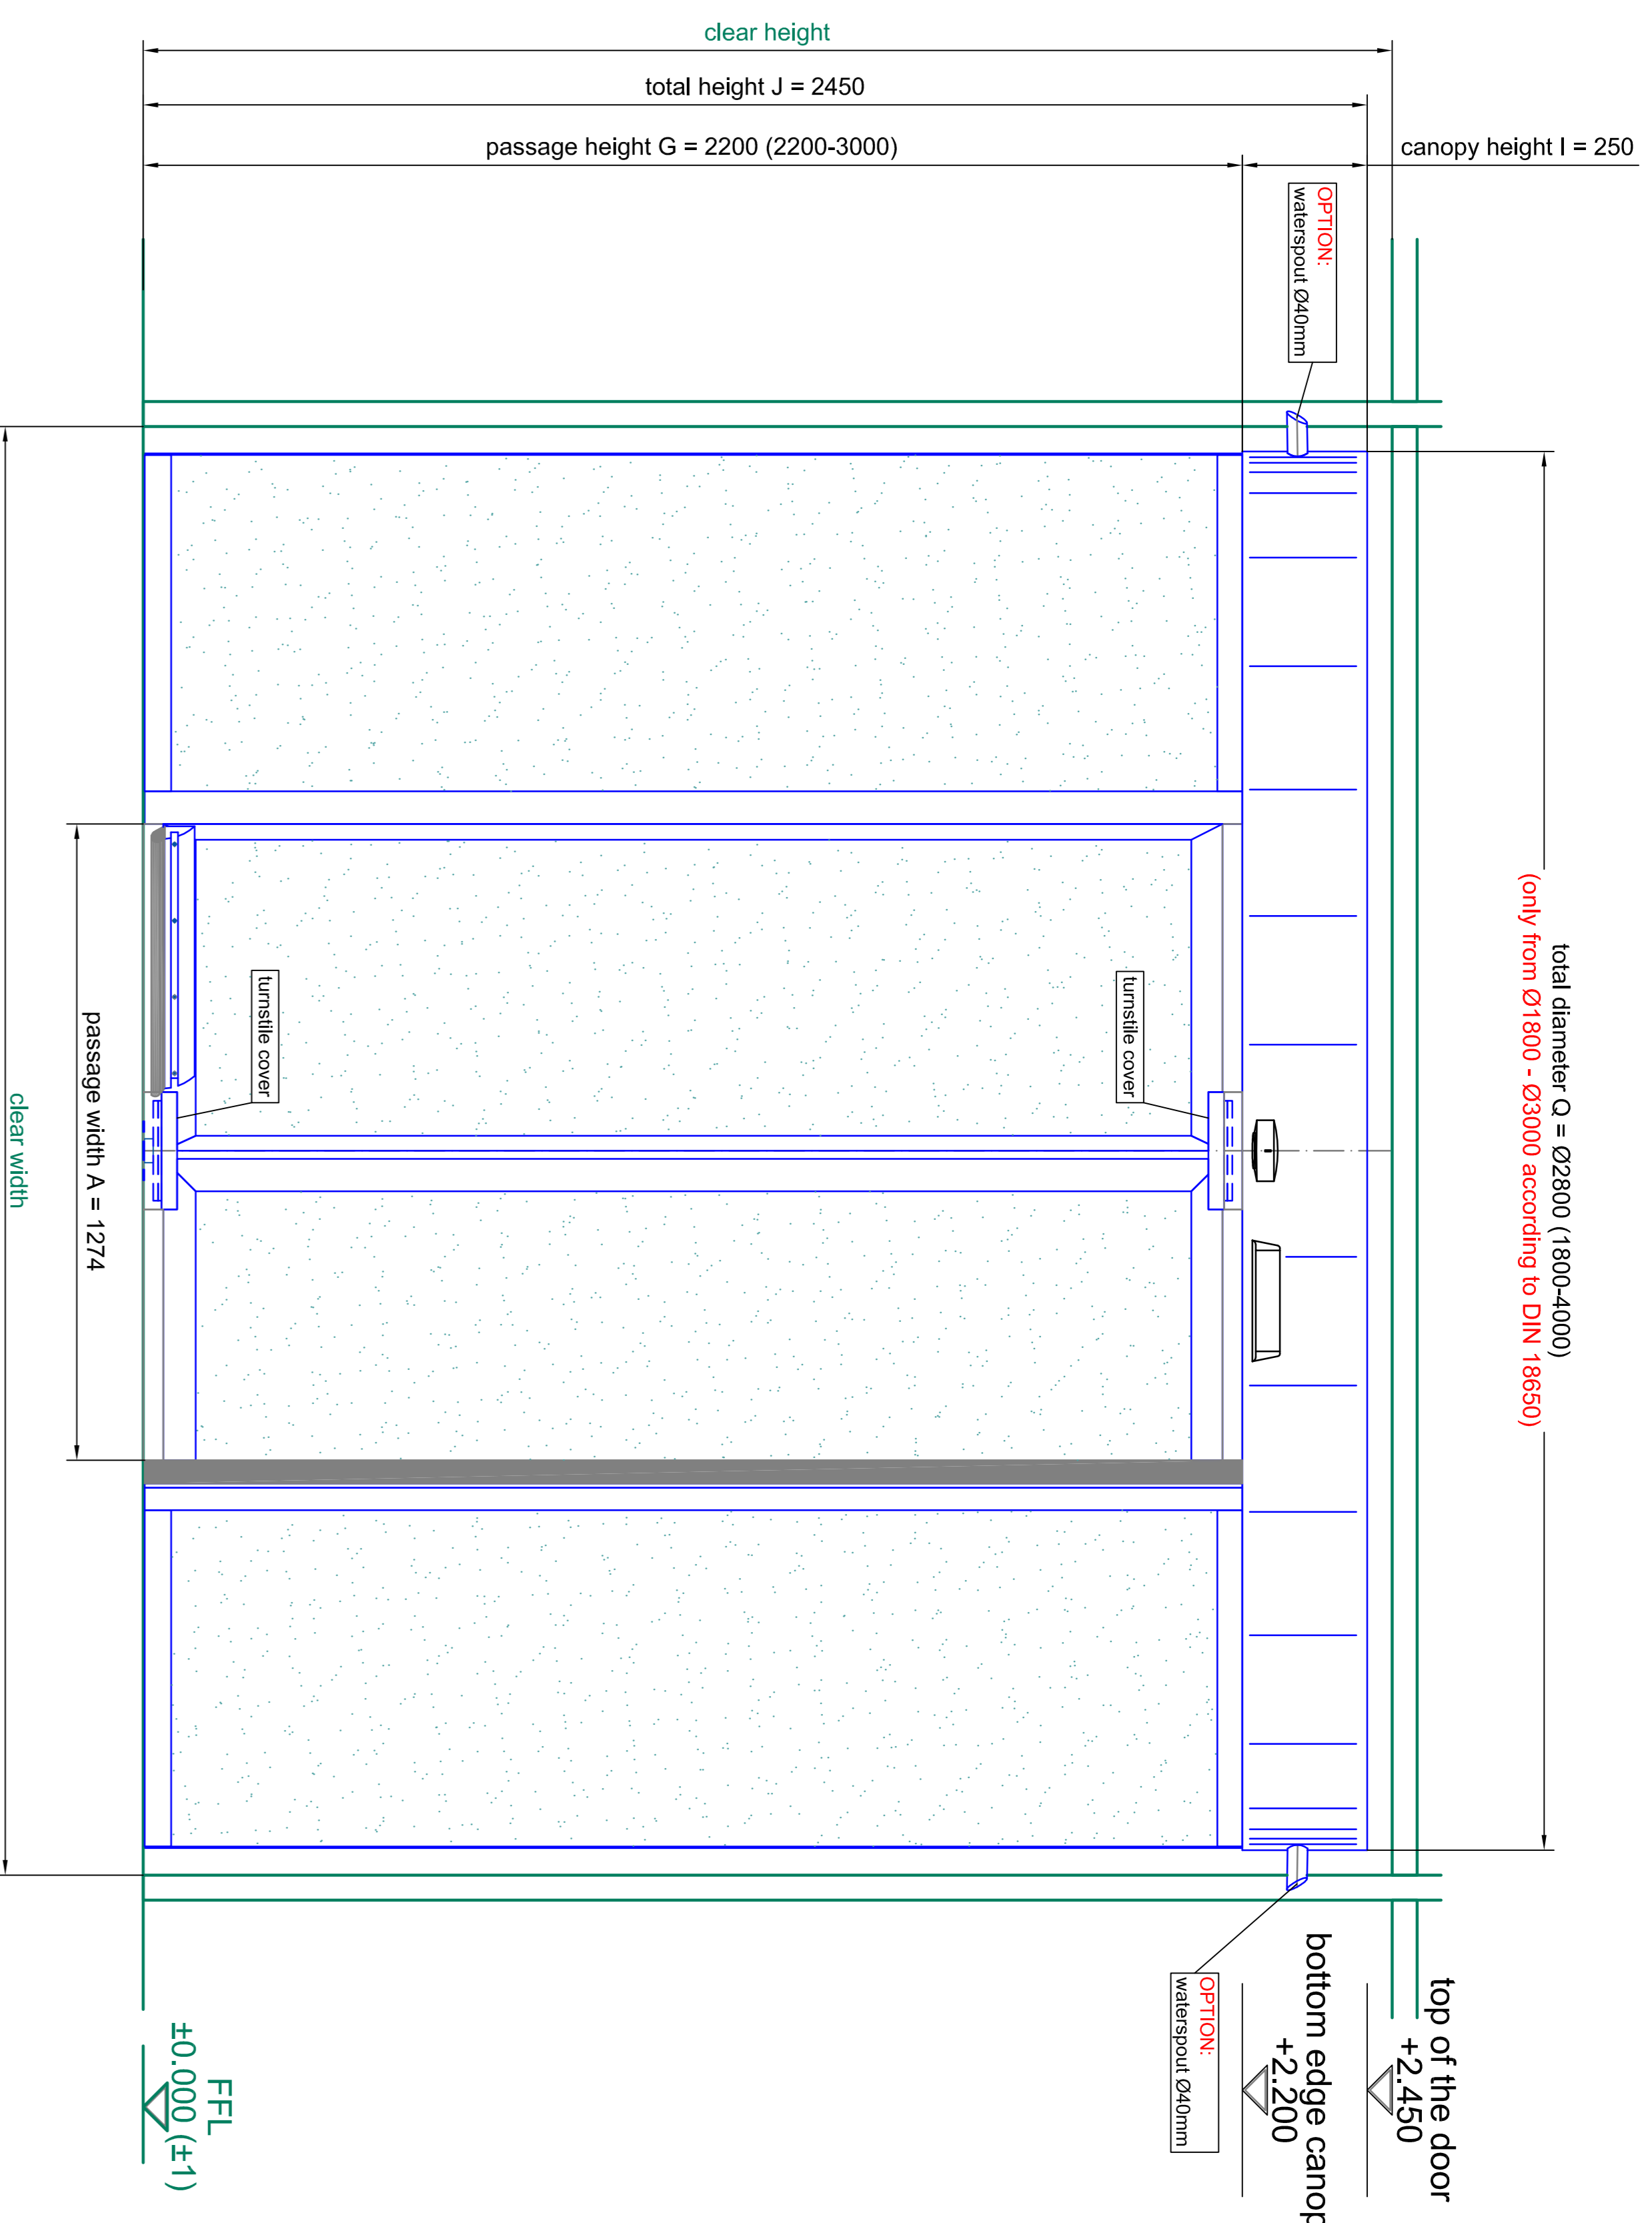 clear height
total height J = 2450
passage height G = 2200 (2200-3000)
canopy height I = 250
OPTION:
waterspout Ø40mm
total diameter Q = Ø2800 (1800-4000)
(only from Ø1800 - Ø3000 according to DIN 18650)
turnstile cover
turnstile cover
passage width A = 1274
clear width
top of the door
+2.450
bottom edge canop
+2.200
OPTION:
waterspout Ø40mm
FFL
±0.000 (±1)